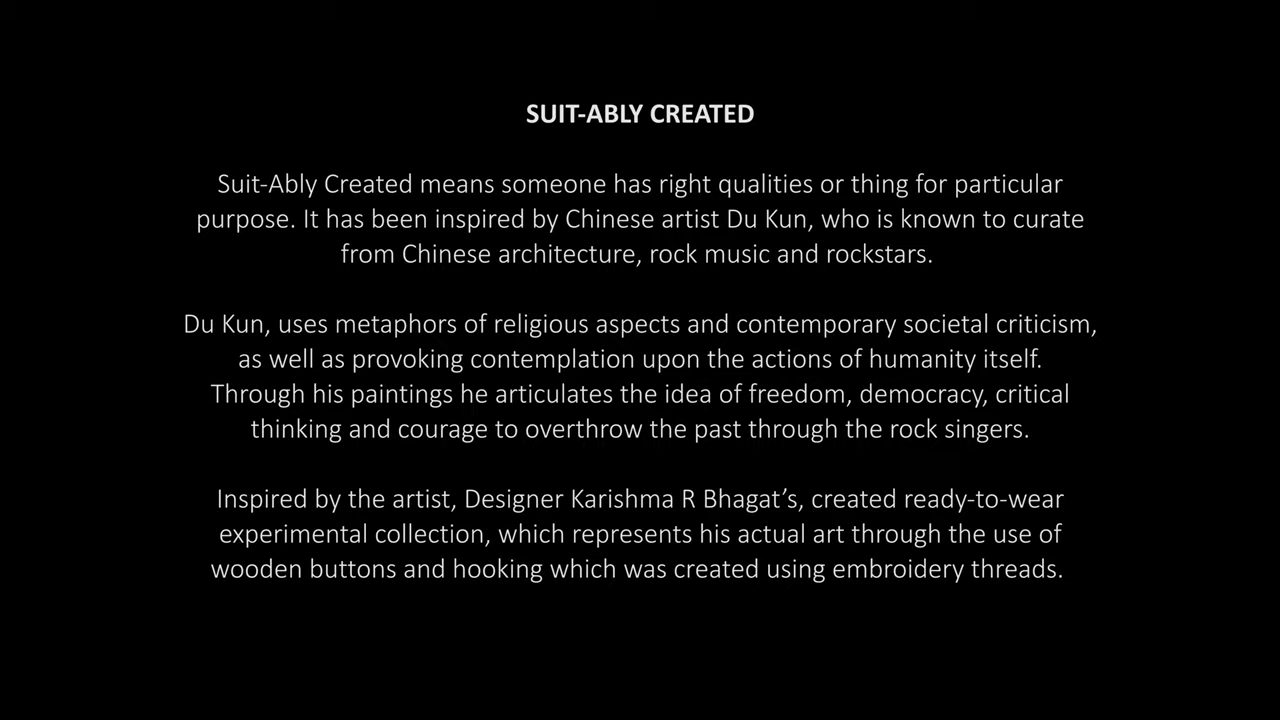 SUIT-ABLY CREATED
Suit-Ably Created means someone has right qualities or thing for particular
purpose. It has been inspired by Chinese artist Du Kun, who is known to curate
from Chinese architecture, rock music and rockstars.
Du Kun, uses metaphors of religious aspects and contemporary societal criticism,
as well as provoking contemplation upon the actions of humanity itself.
Through his paintings he articulates the idea of freedom, democracy, critical
thinking and courage to overthrow the past through the rock singers.
Inspired by the artist, Designer Karishma R Bhagat’s, created ready-to-wear
experimental collection, which represents his actual art through the use of
wooden buttons and hooking which was created using embroidery threads.